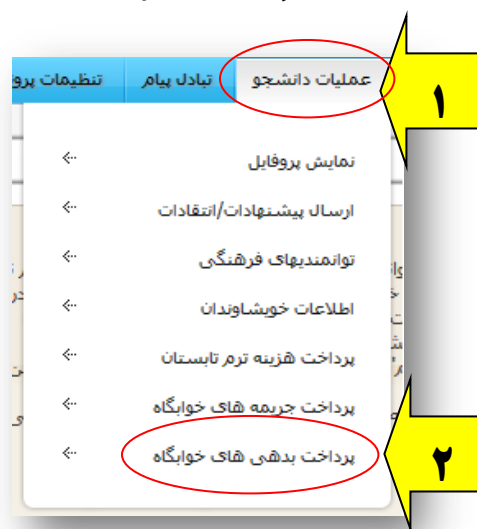 عملیات دانشجو تبادل پیام تنظیمات
۱
نمایش پروفایل
ارسال پیشنهادات/انتقادات
توانمندیهای فرهنگی
اطلاعات خویشاوندان
پرداخت هزینه ترم تابستان
پرداخت جریمه های خوابگاه
پرداخت بدهی های خوابگاه
۲